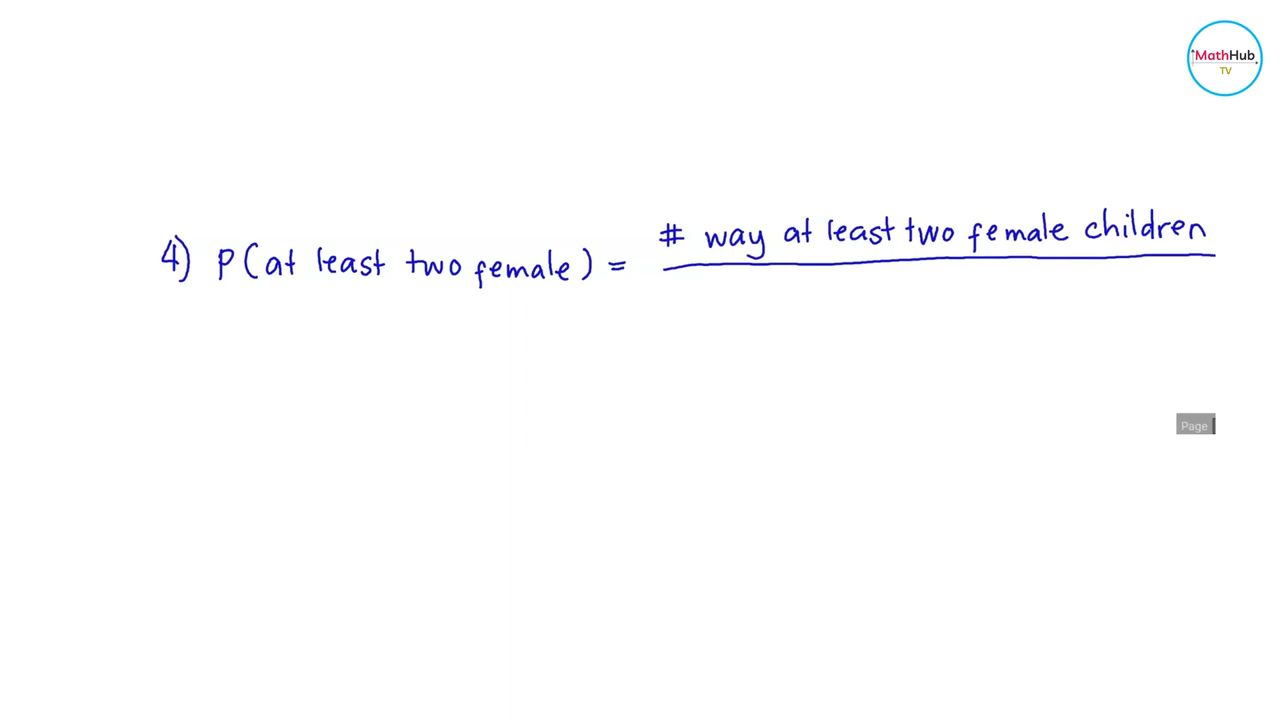 MathHub
TV
# way at least two female children
4) P(at least two female) =
Page